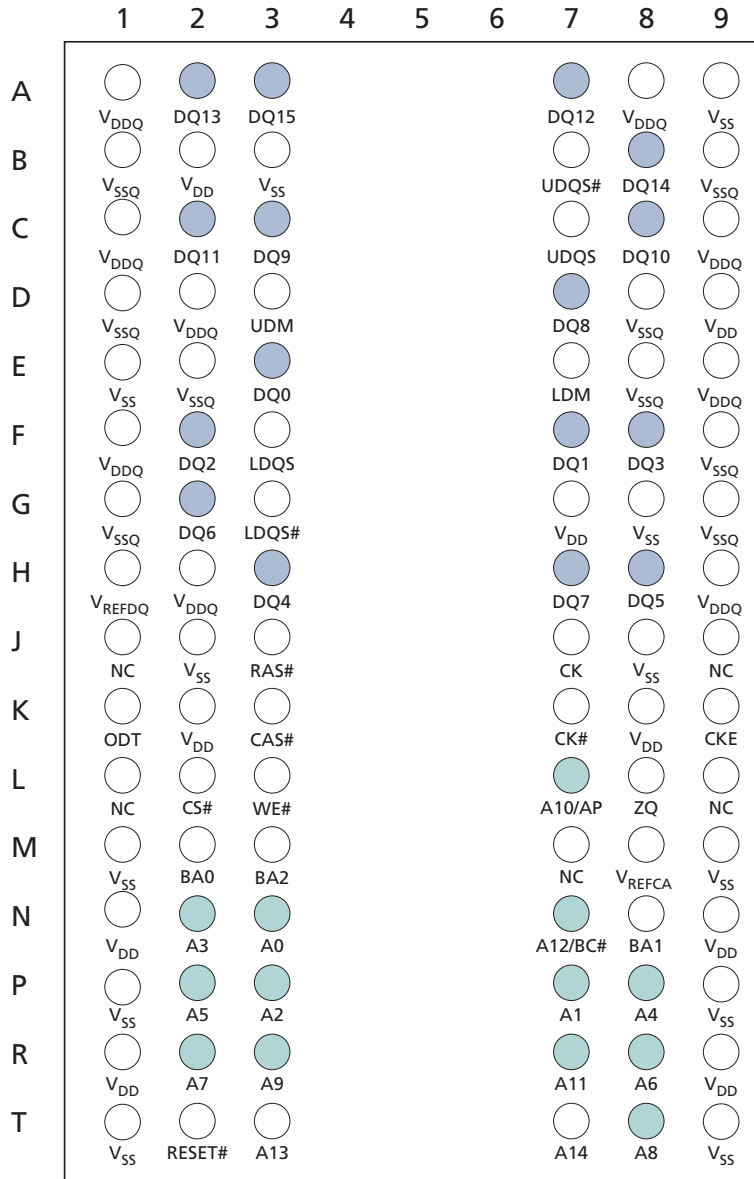 1 2 3 4 5 6 7 8 9
A
VDDQ DQ13 DQ15 DQ12 VDDQ VSS
B
VSSQ VDD VSS UDQS# DQ14 VSSQ
C
VDDQ DQ11 DQ9 UDQS DQ10 VDDQ
D
VSSQ VDDQ UDM DQ8 VSSQ VDD
E
VSS VSSQ DQ0 LDM VSSQ VDDQ
F
VDDQ DQ2 LDQS DQ1 DQ3 VSSQ
G
VSSQ DQ6 LDQS# VDD VSS VSSQ
H
VREFDQ VDDQ DQ4 DQ7 DQ5 VDDQ
J
NC VSS RAS# CK VSS NC
K
ODT VDD CAS# CK# VDD CKE
L
NC CS# WE# A10/AP ZQ NC
M
VSS BA0 BA2 NC VREFCA VSS
N
VDD A3 A0 A12/BC# BA1 VDD
P
VSS A5 A2 A1 A4 VSS
R
VDD A7 A9 A11 A6 VDD
T
VSS RESET# A13 A14 A8 VSS